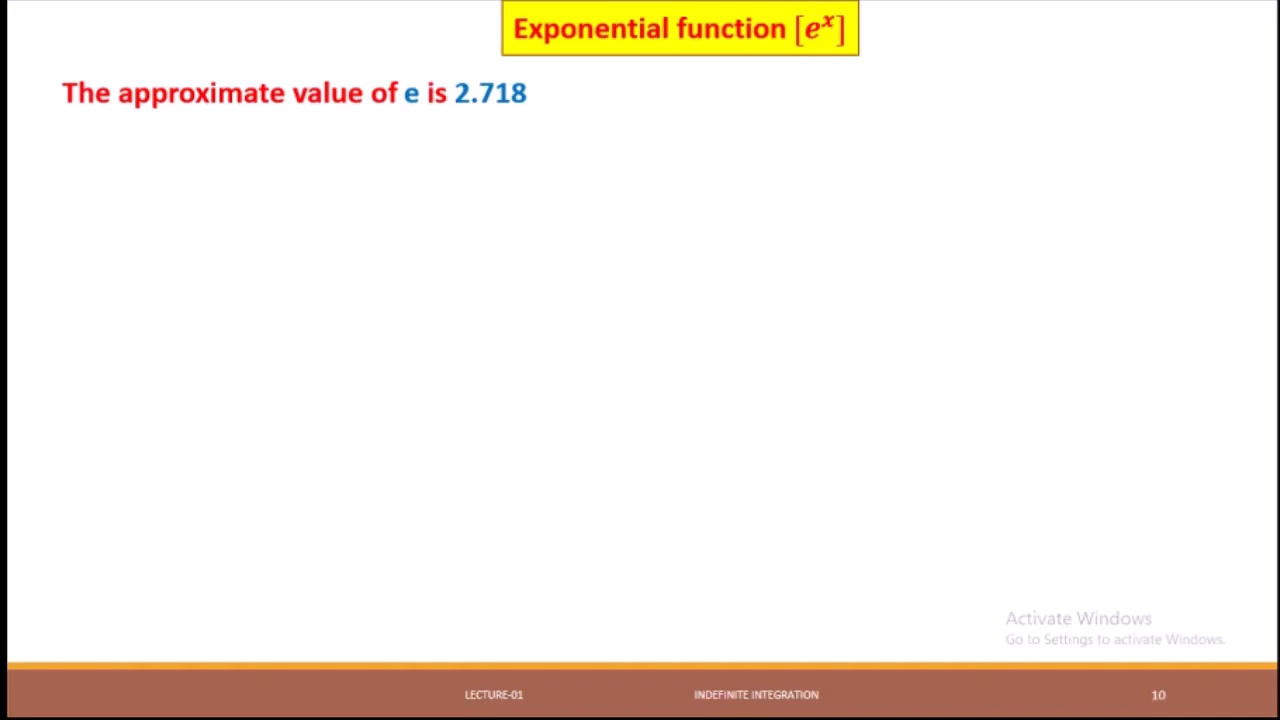 Exponential function [eˣ]
The approximate value of e is 2.718
Activate Windows
Go to Settings to activate Windows.
LECTURE-01 INDEFINITE INTEGRATION 10